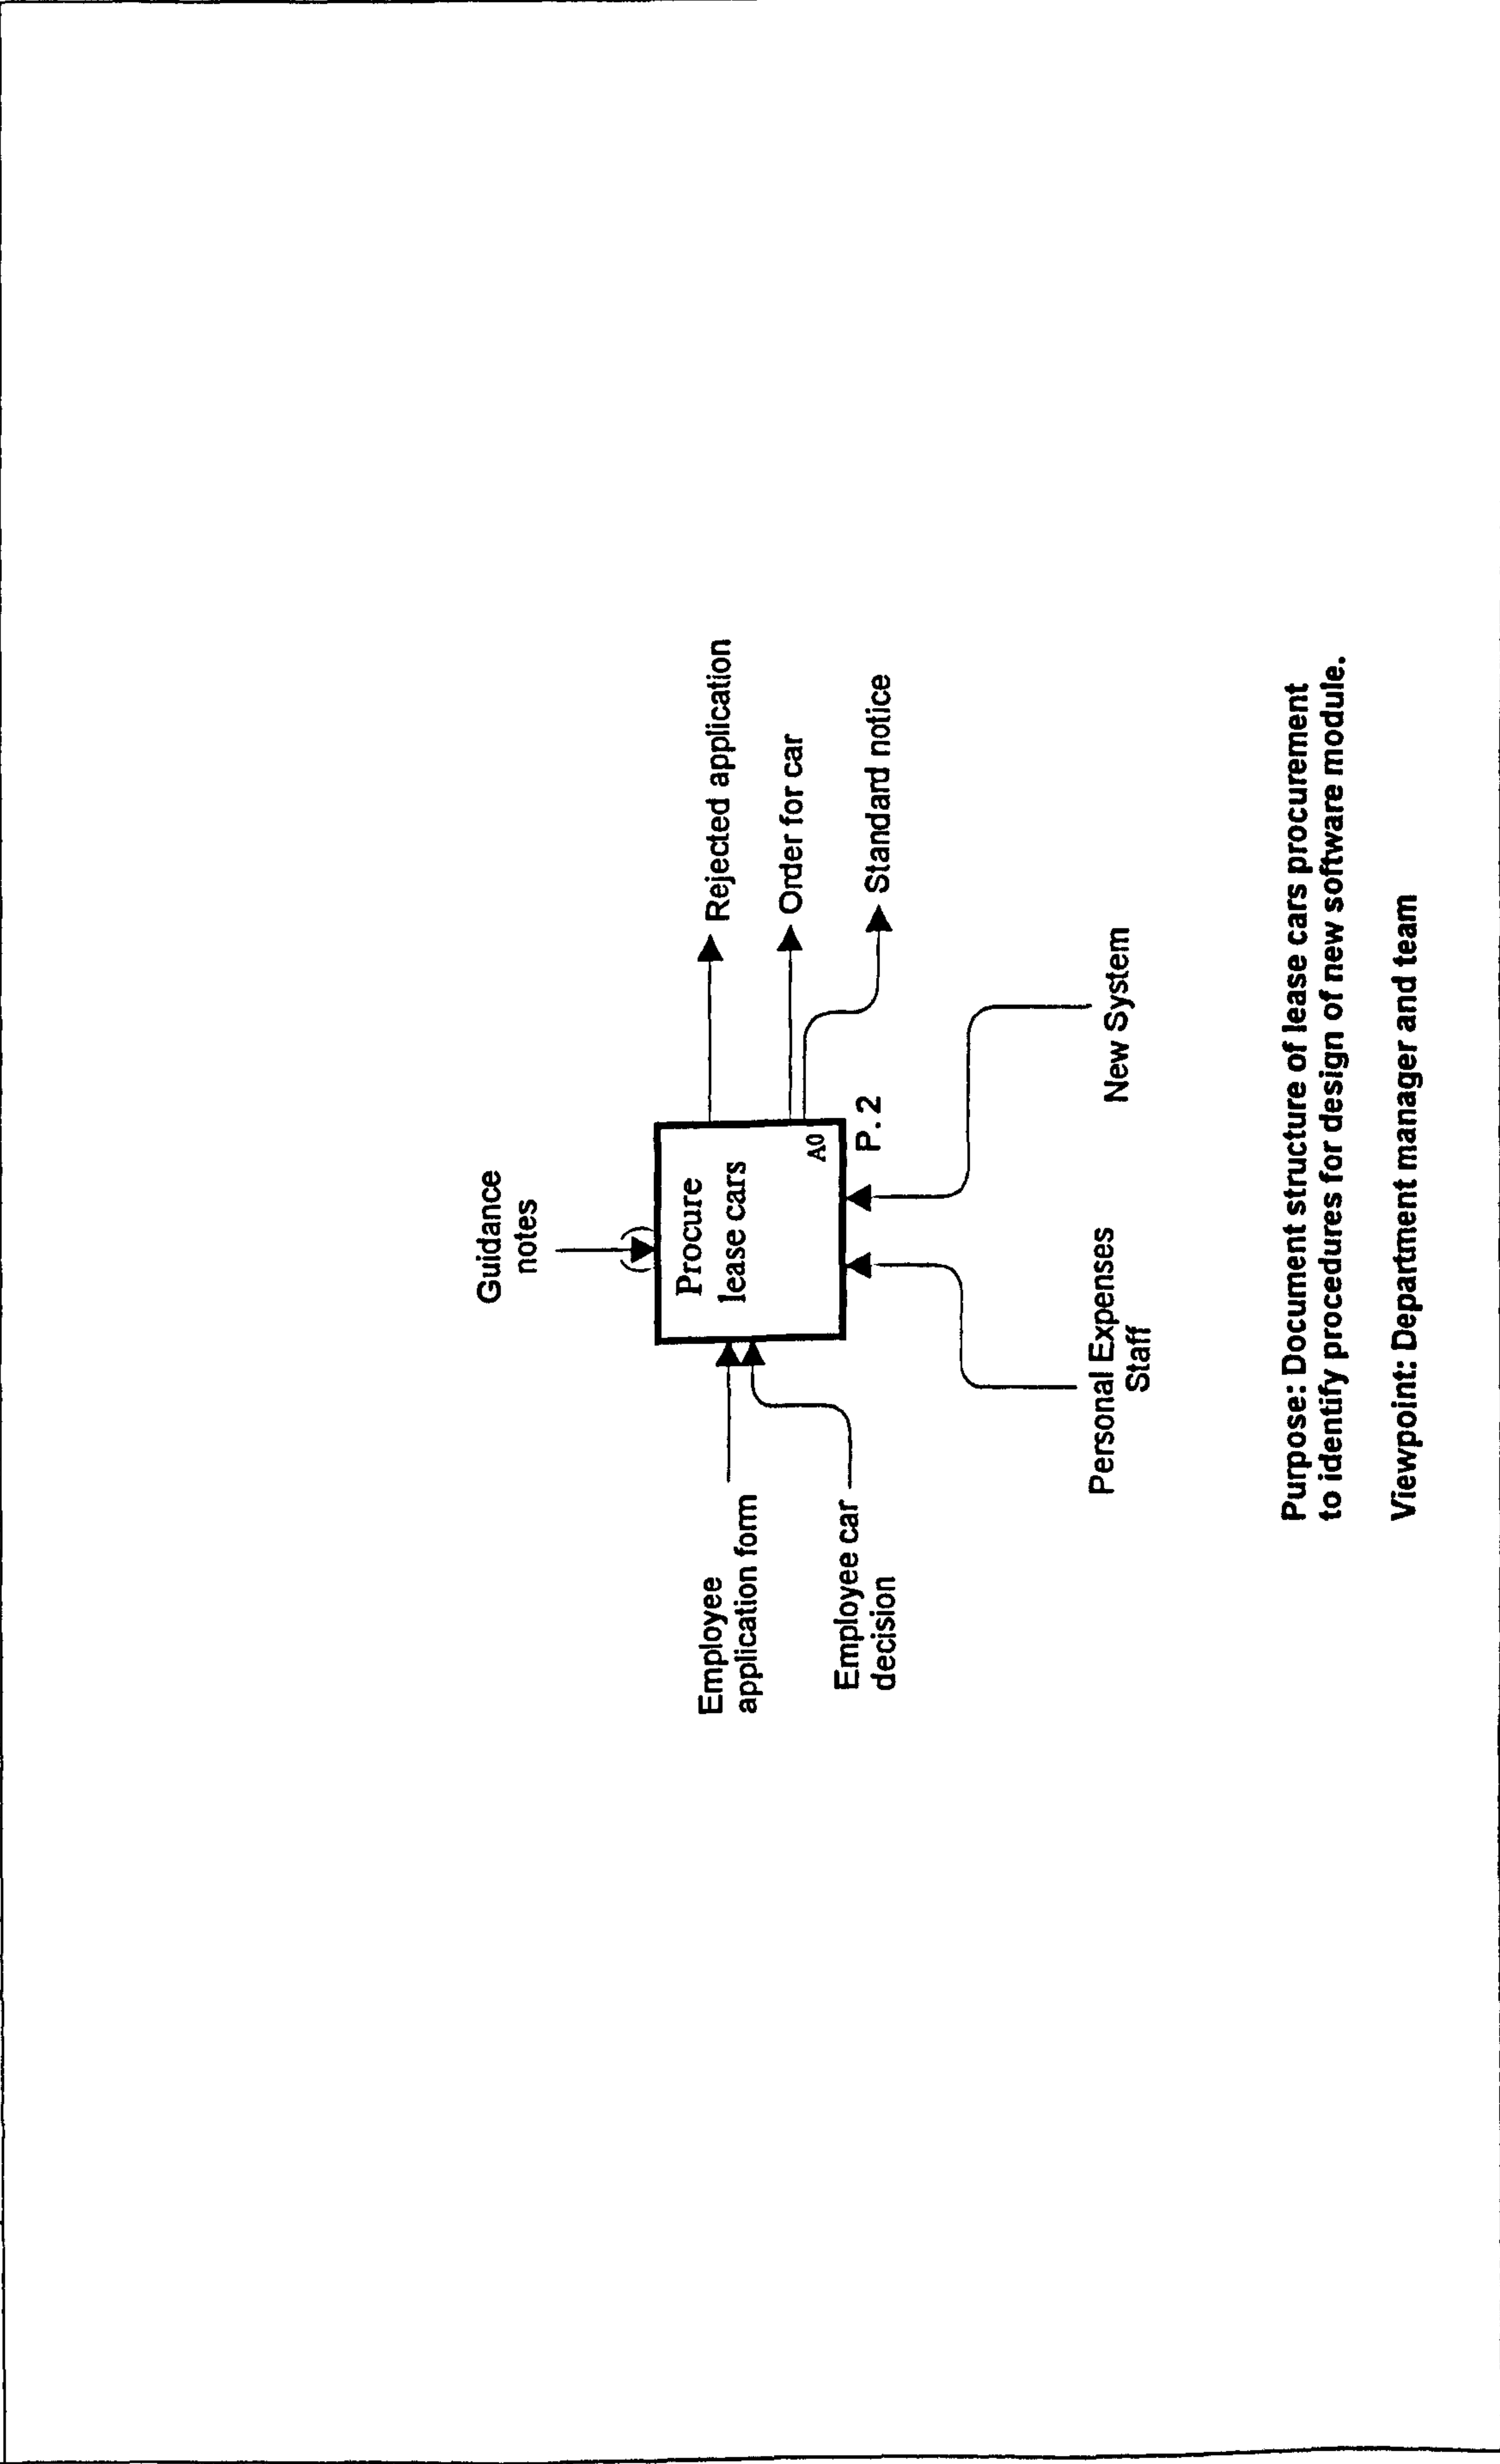 Guidance
notes
Employee
application form
Employee car
decision
Procure
lease cars
A0
P. 2
Rejected application
Order for car
Standard notice
Personal Expenses
Staff
New System
Purpose: Document structure of lease cars procurement
to identify procedures for design of new software module.
Viewpoint: Department manager and team